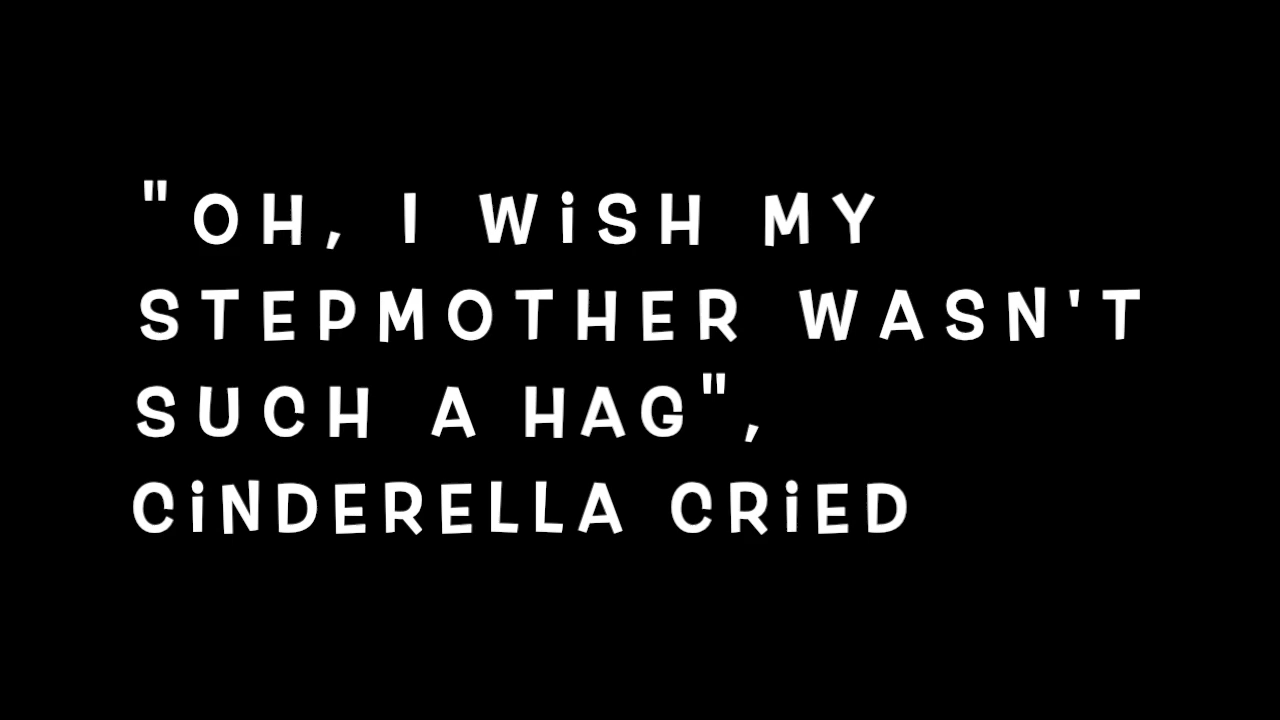 "OH, I WiSH MY
STEPMOTHER WASN'T
SUCH A HAG",
CiNDERELLA CRiED